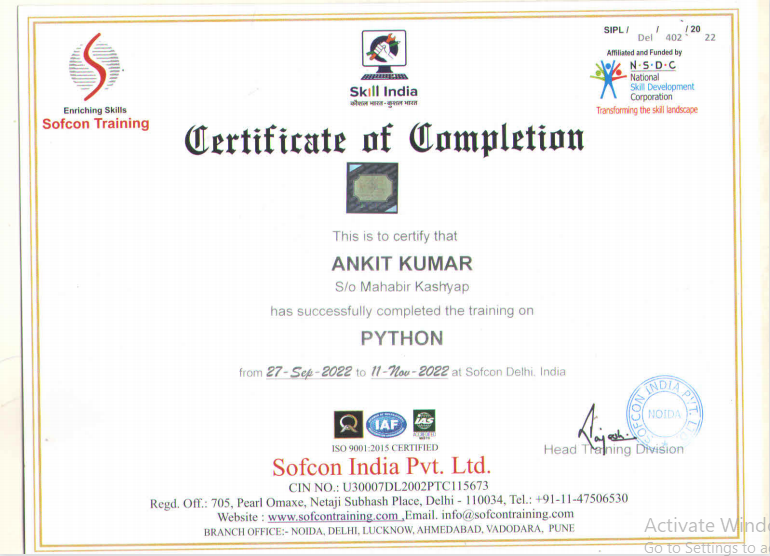 SIPL / Del / 402 / 20 22
Enriching Skills
Sofcon Training
Skill India
कौशल भारत - कुशल भारत
Affiliated and Funded by
N·S·D·C
National
Skill Development
Corporation
Transforming the skill landscape
Certificate of Completion
This is to certify that
ANKIT KUMAR
S/o Mahabir Kashyap
has successfully completed the training on
PYTHON
from 27-Sep-2022 to 11-Nov-2022 at Sofcon Delhi, India
IAF
IAS
ISO 9001:2015 CERTIFIED
SOFCON INDIA PVT. LTD.
NOIDA
Head Training Division
Sofcon India Pvt. Ltd.
CIN NO.: U30007DL2002PTC115673
Regd. Off.: 705, Pearl Omaxe, Netaji Subhash Place, Delhi - 110034, Tel.: +91-11-47506530
Website : www.sofcontraining.com ,Email. info@sofcontraining.com
BRANCH OFFICE:- NOIDA, DELHI, LUCKNOW, AHMEDABAD, VADODARA, PUNE
Activate Wind
Go to Settings to a